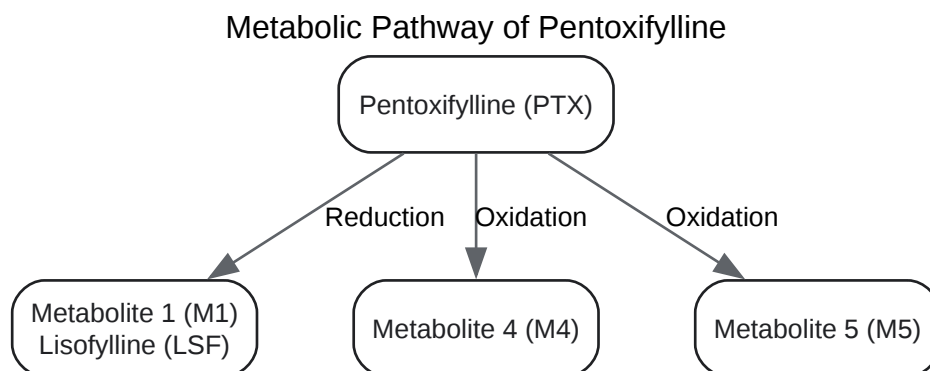 Metabolic Pathway of Pentoxifylline
Pentoxifylline (PTX)
Reduction
Oxidation
Oxidation
Metabolite 1 (M1)
Lisofylline (LSF)
Metabolite 4 (M4)
Metabolite 5 (M5)